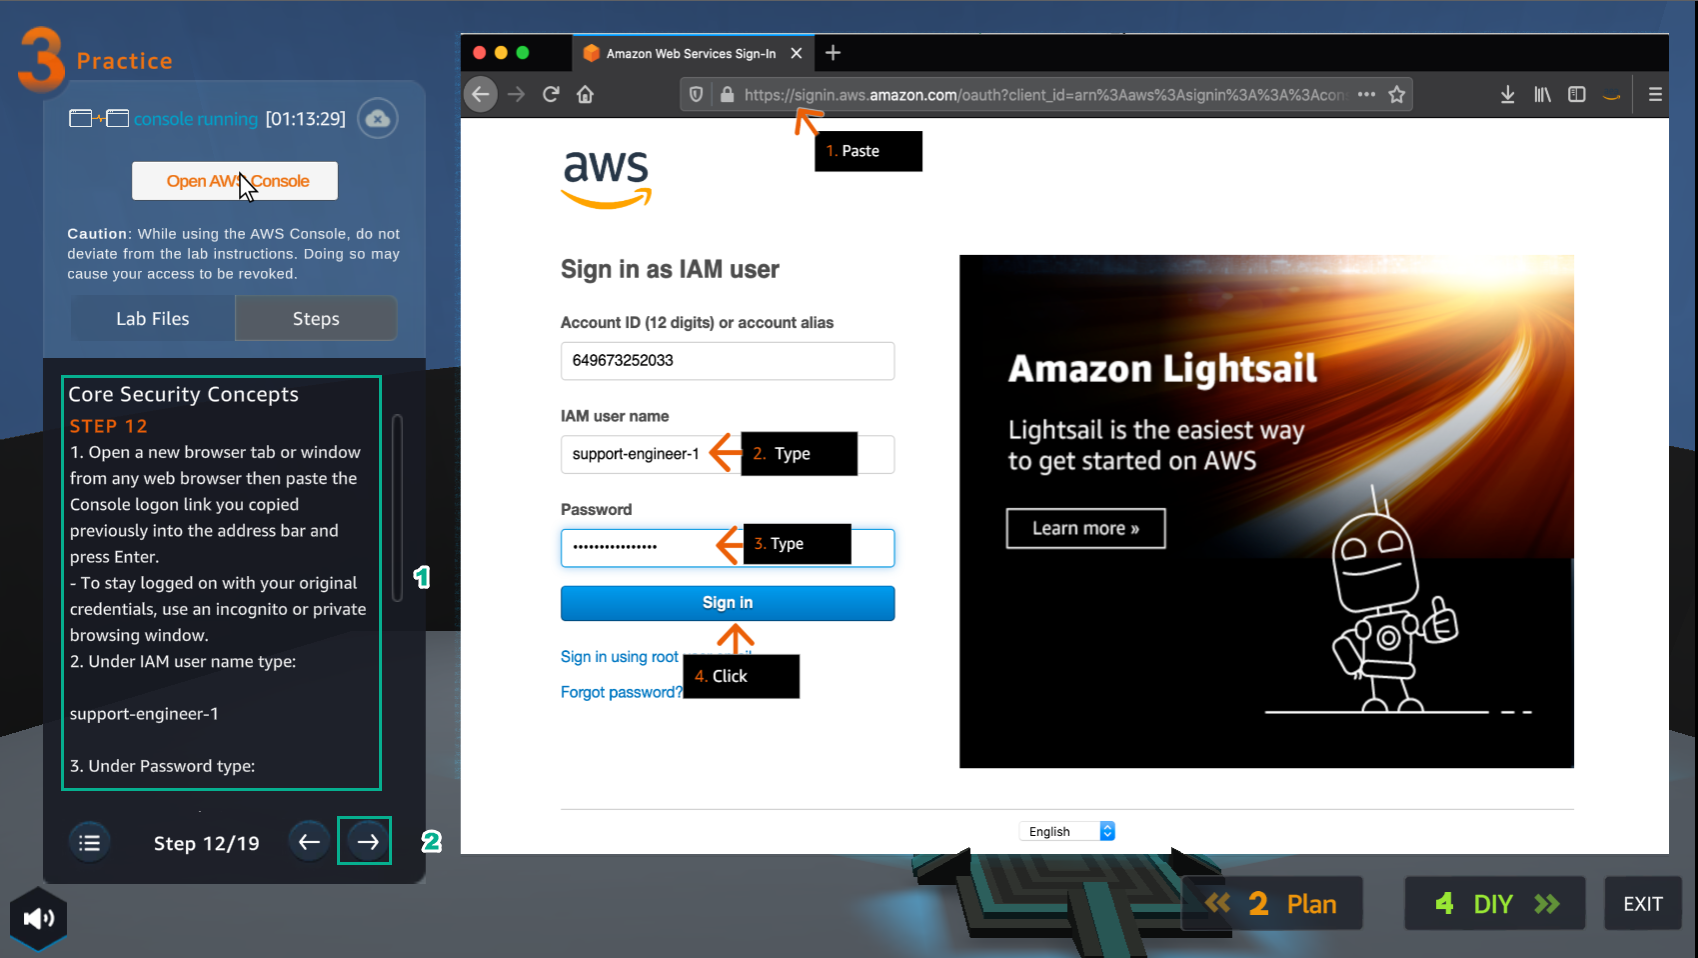 3 Practice
console running [01:13:29]
Open AWS Console
Caution: While using the AWS Console, do not
deviate from the lab instructions. Doing so may
cause your access to be revoked.
Lab Files
Steps
Core Security Concepts
STEP 12
1. Open a new browser tab or window
from any web browser then paste the
Console logon link you copied
previously into the address bar and
press Enter.
- To stay logged on with your original
credentials, use an incognito or private
browsing window.
2. Under IAM user name type:
support-engineer-1
3. Under Password type:
1
Step 12/19
2
Amazon Web Services Sign-In
https://signin.aws.amazon.com/oauth?client_id=arn%3Aaws%3Asignin%3A%3A%3Acon
1. Paste
aws
Sign in as IAM user
Account ID (12 digits) or account alias
649673252033
IAM user name
support-engineer-1
2. Type
Password
••••••••••••••••
3. Type
Sign in
Sign in using root
4. Click
Forgot password?
Amazon Lightsail
Lightsail is the easiest way
to get started on AWS
Learn more »
English
2 Plan
4 DIY
EXIT